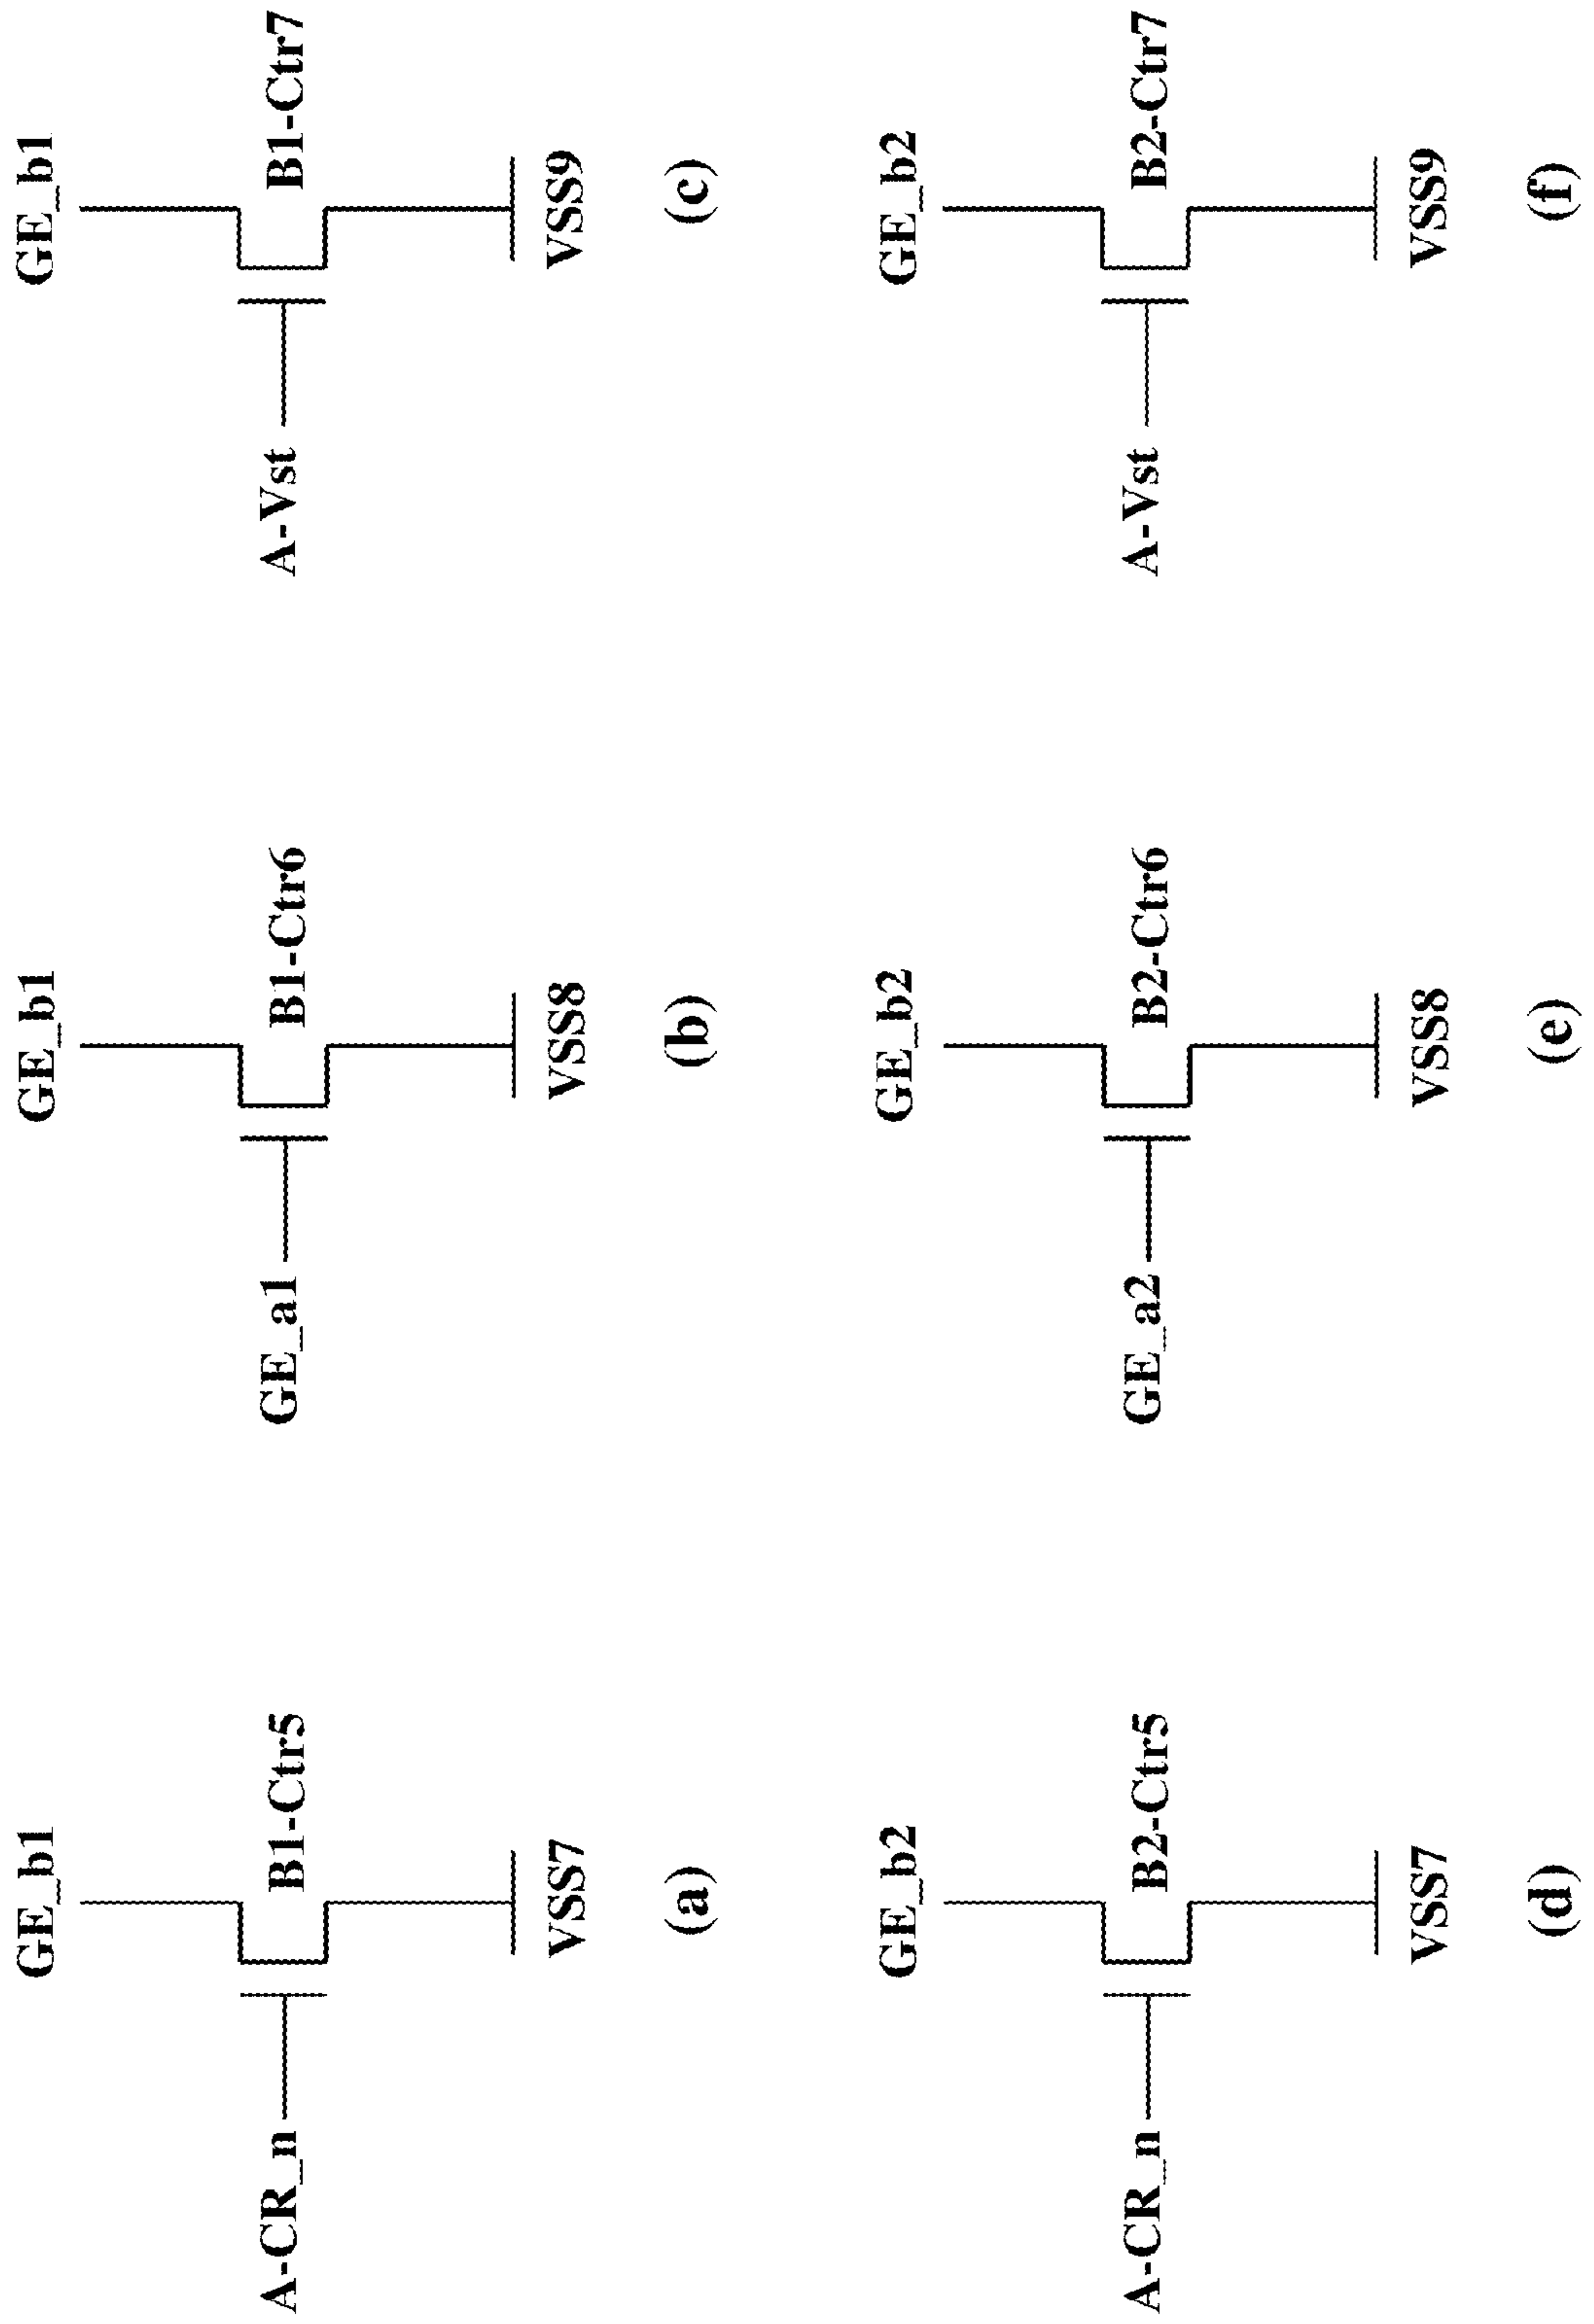 GE_b1
A-CR_n
B1-Ctr5
VSS7
(a)
GE_b1
GE_a1
B1-Ctr6
VSS8
(b)
GE_b1
A-Vst
B1-Ctr7
VSS9
(c)
GE_b2
A-CR_n
B2-Ctr5
VSS7
(d)
GE_b2
GE_a2
B2-Ctr6
VSS8
(e)
GE_b2
A-Vst
B2-Ctr7
VSS9
(f)